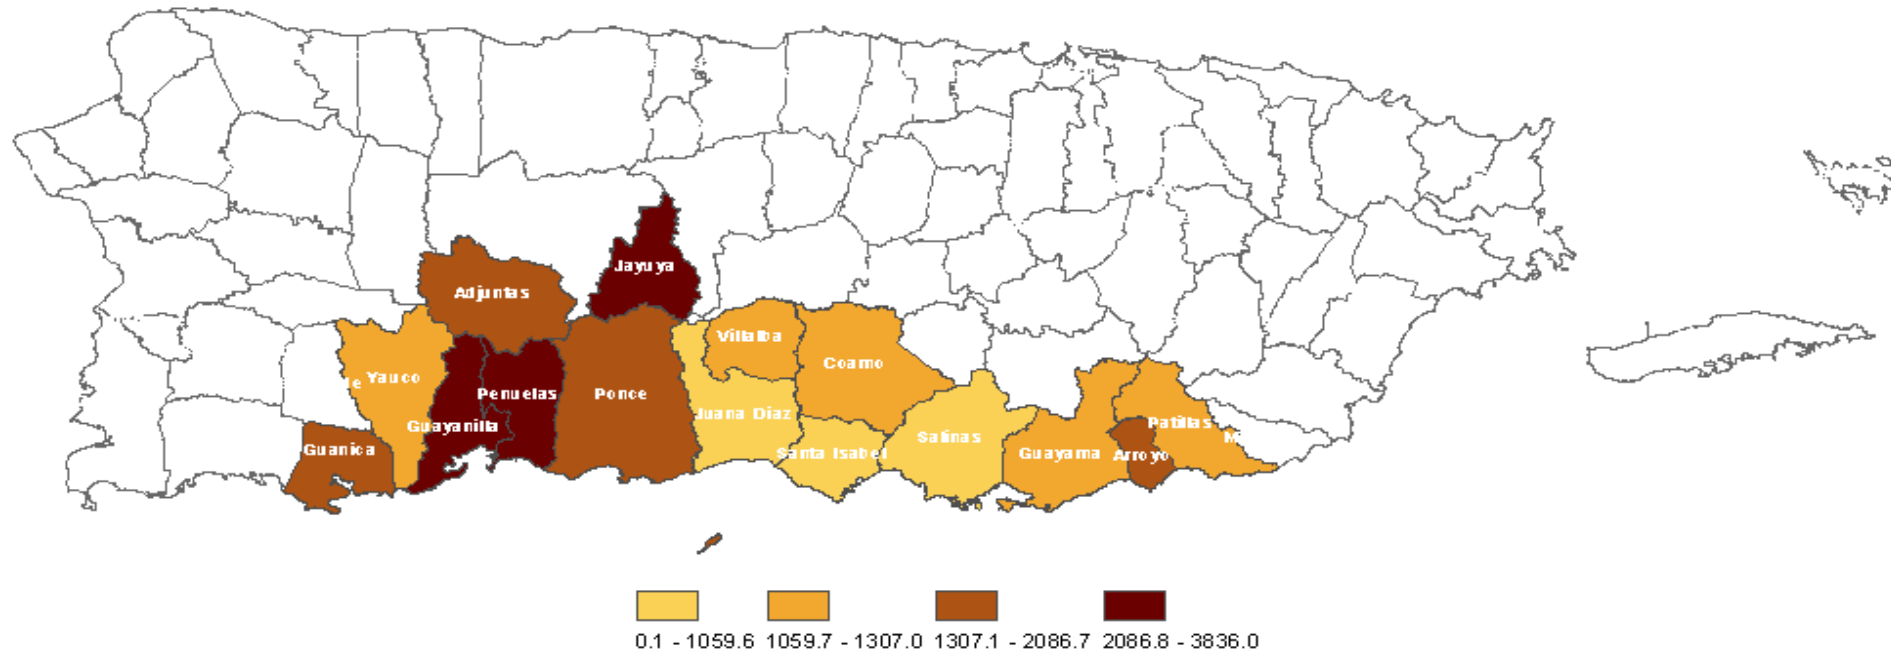 Jayuya
Adjuntas
Villalba
Coamo
le Yauco
Penuelas
Ponce
Juana Diaz
Guayanilla
Guanica
Santa Isabel
Salinas
Guayama
Patillas
M
Arroyo
0.1 - 1059.6 1059.7 - 1307.0 1307.1 - 2086.7 2086.8 - 3836.0